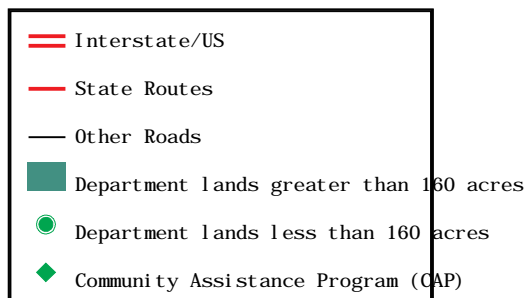 Interstate/US
State Routes
Other Roads
Department lands greater than 160 acres
Department lands less than 160 acres
Community Assistance Program (CAP)